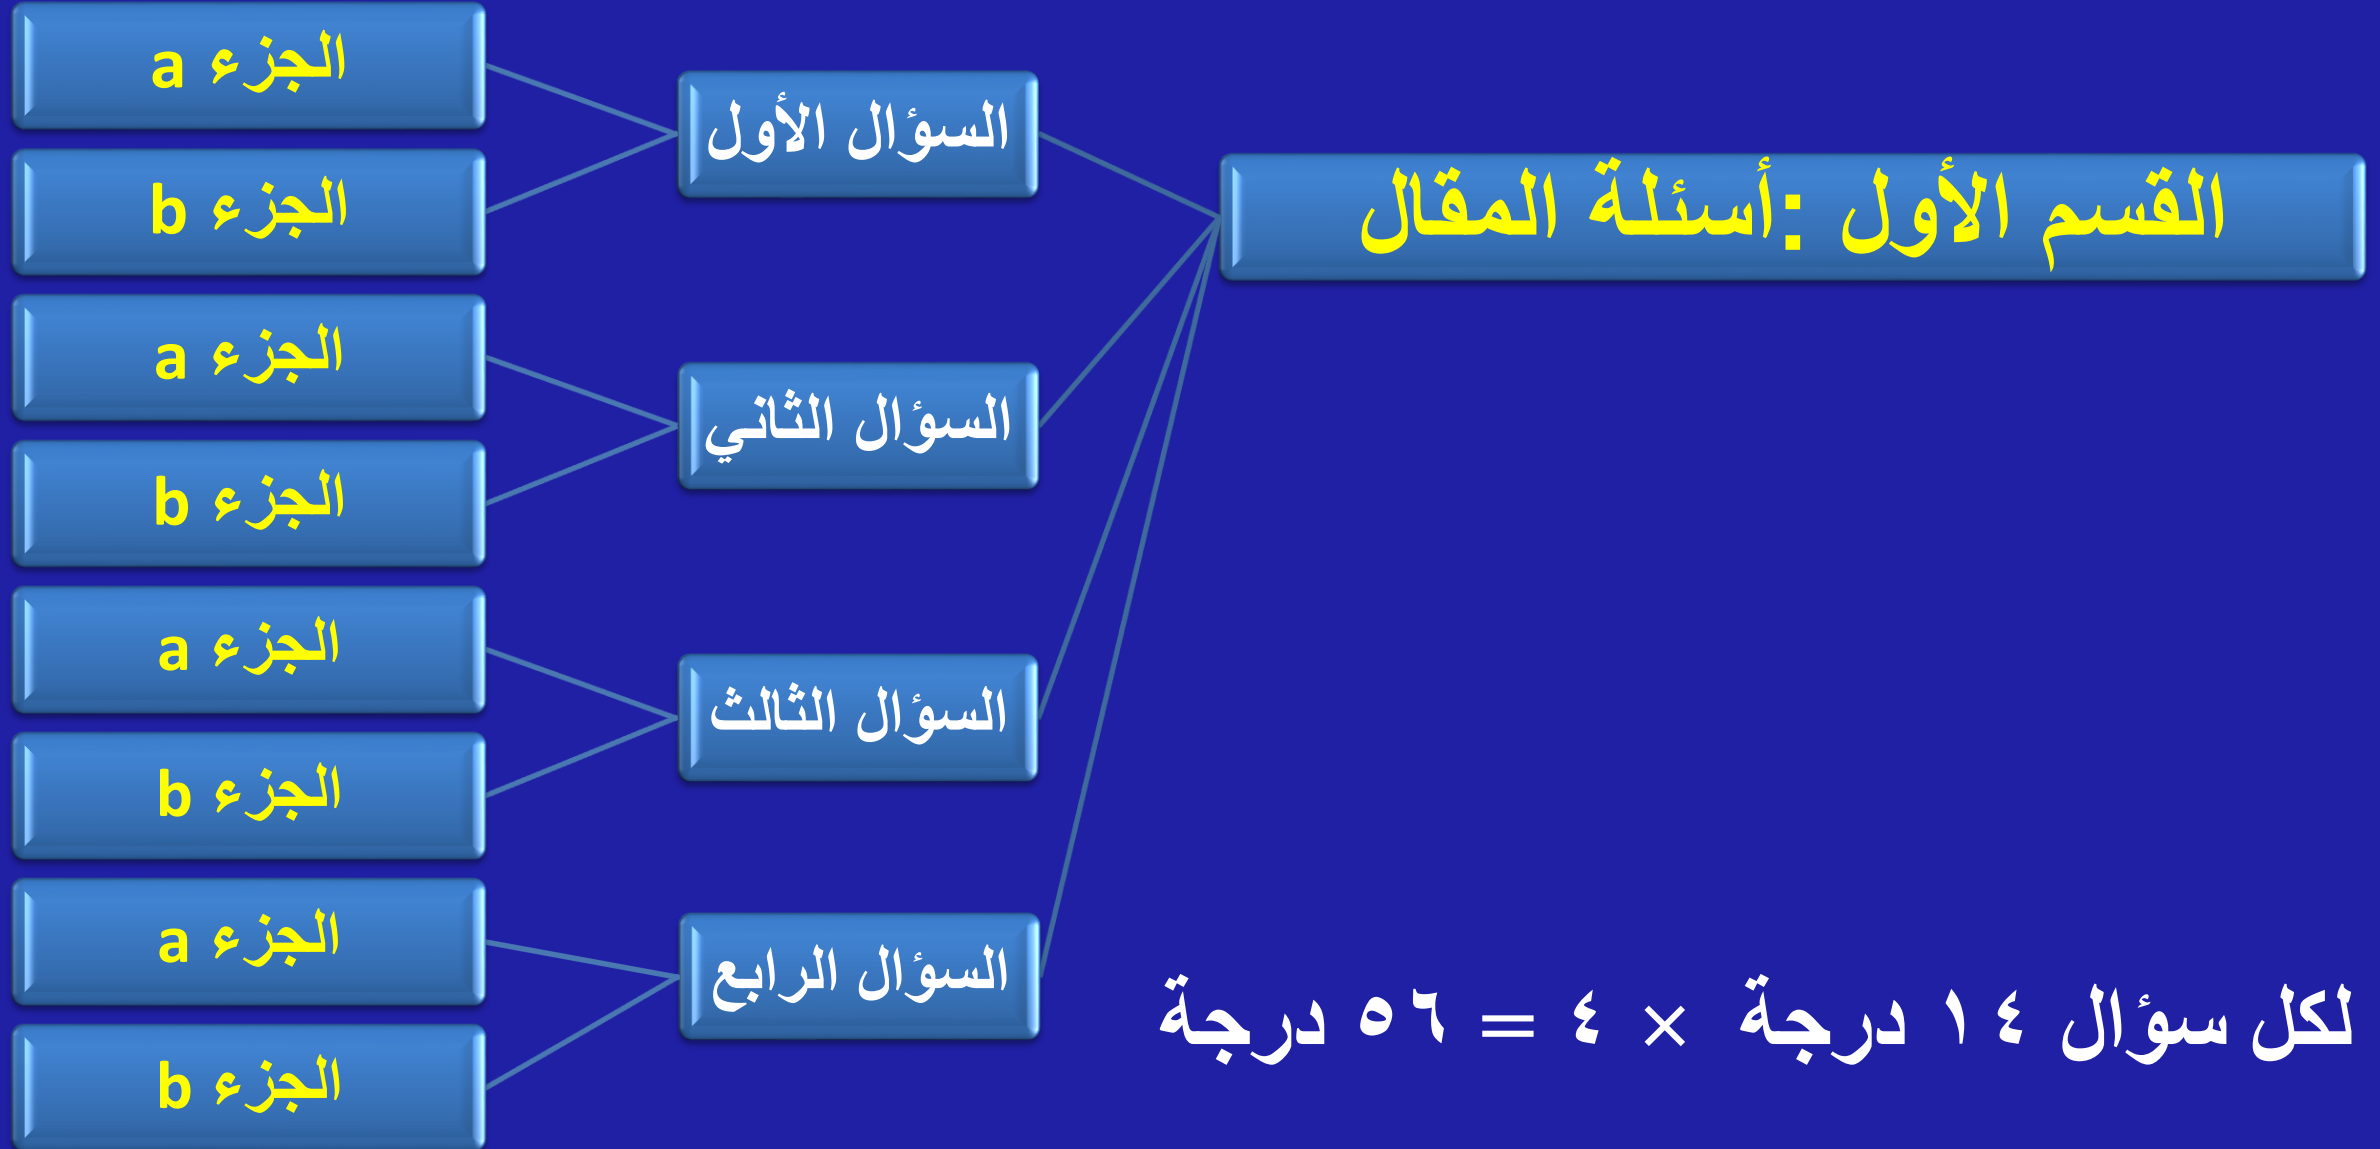 القسم الأول :أسئلة المقال
السؤال الأول
الجزء a
الجزء b
السؤال الثاني
الجزء a
الجزء b
السؤال الثالث
الجزء a
الجزء b
السؤال الرابع
الجزء a
الجزء b
لكل سؤال ١٤ درجة × ٤ = ٥٦ درجة